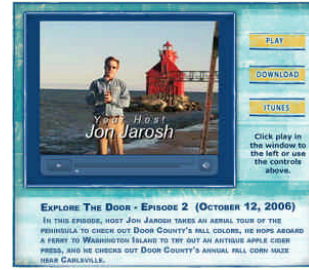 PLAY
DOWNLOAD
ITUNES
Your Host
Jon Jarosh
Click play in
the window to
the left or use
the controls
above.
EXPLORE THE DOOR - EPISODE 2 (OCTOBER 12, 2006)
IN THIS EPISODE, HOST JON JAROSH TAKES AN AERIAL TOUR OF THE
PENINSULA TO CHECK OUT DOOR COUNTY'S FALL COLORS, HE HOPS ABOARD
A FERRY TO WASHINGTON ISLAND TO TRY OUT AN ANTIQUE APPLE CIDER
PRESS, AND HE CHECKS OUT DOOR COUNTY'S ANNUAL FALL CORN MAZE
NEAR CARLSVILLE.